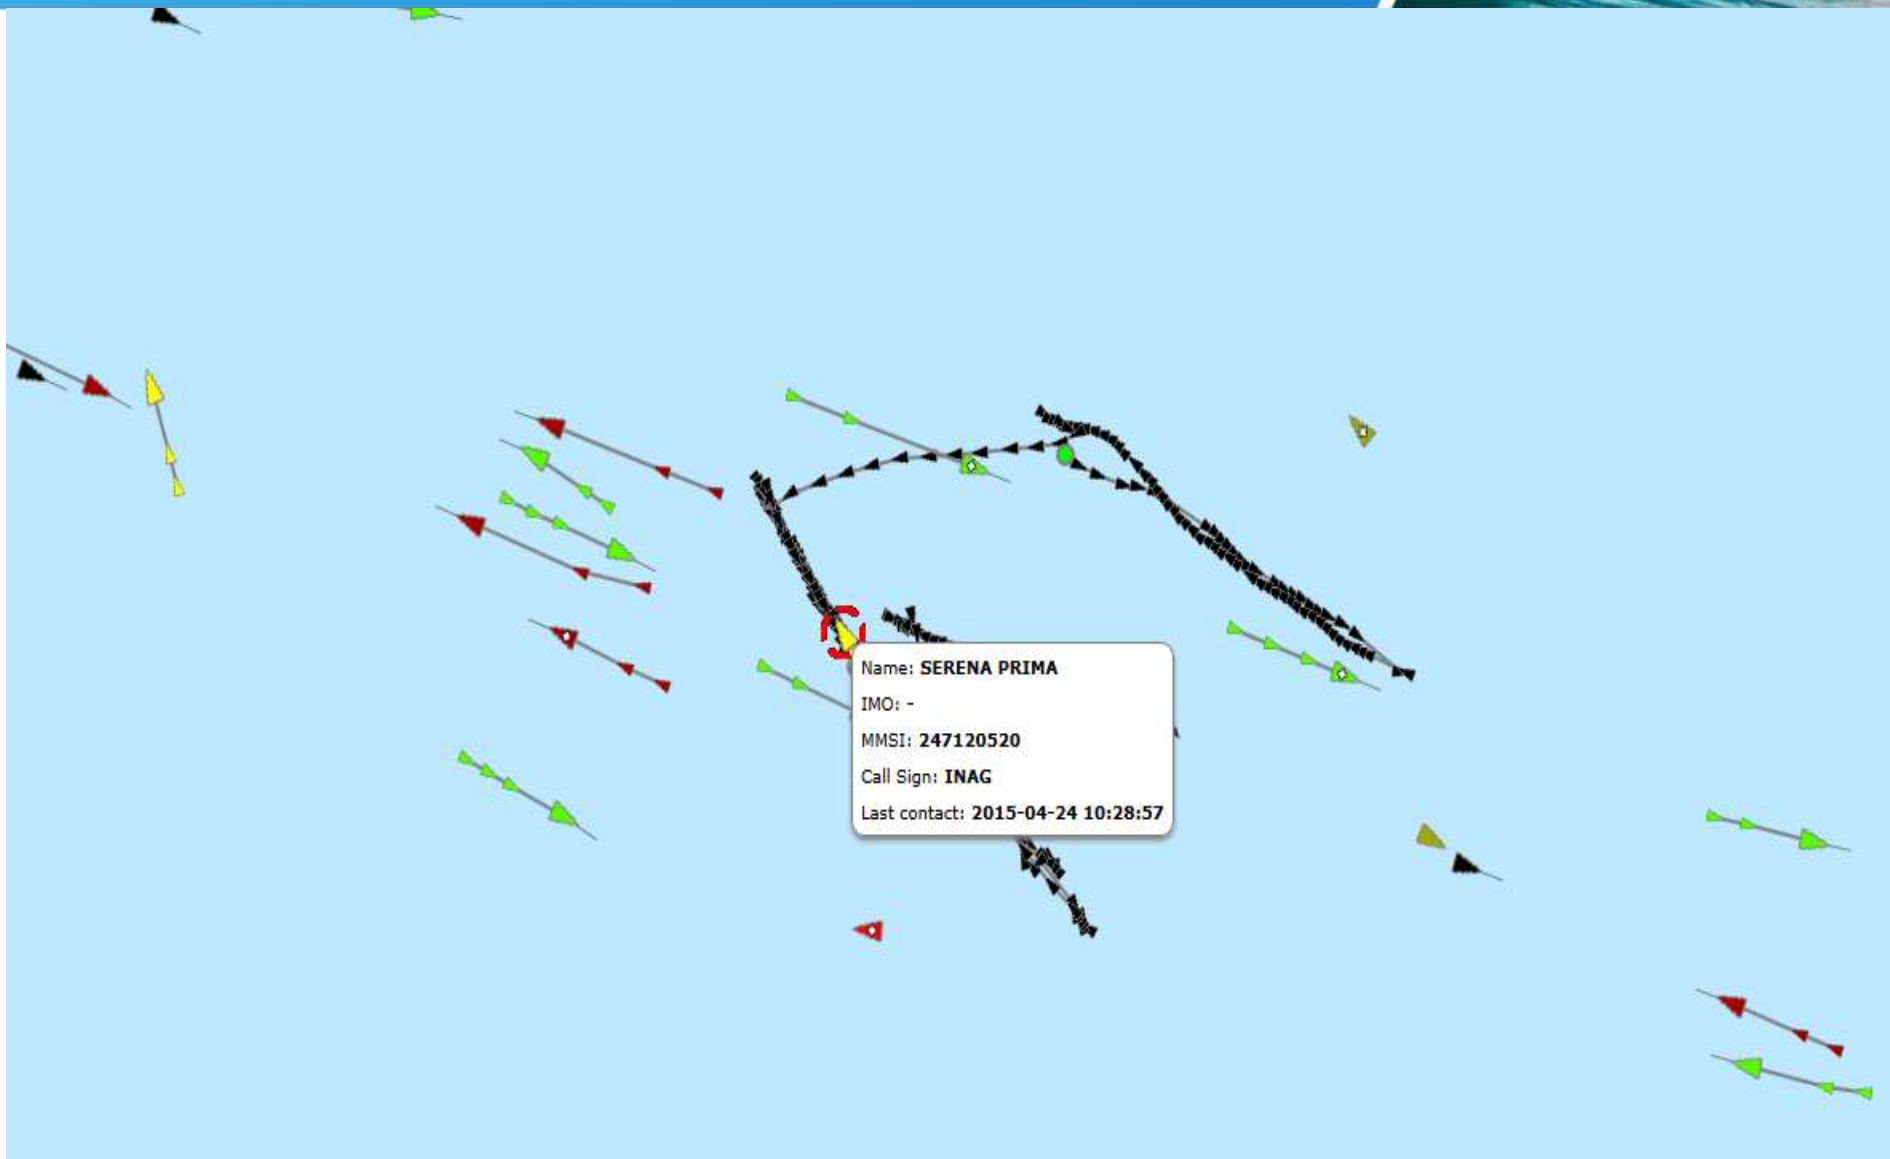 Name: SERENA PRIMA
IMO: -
MMSI: 247120520
Call Sign: INAG
Last contact: 2015-04-24 10:28:57